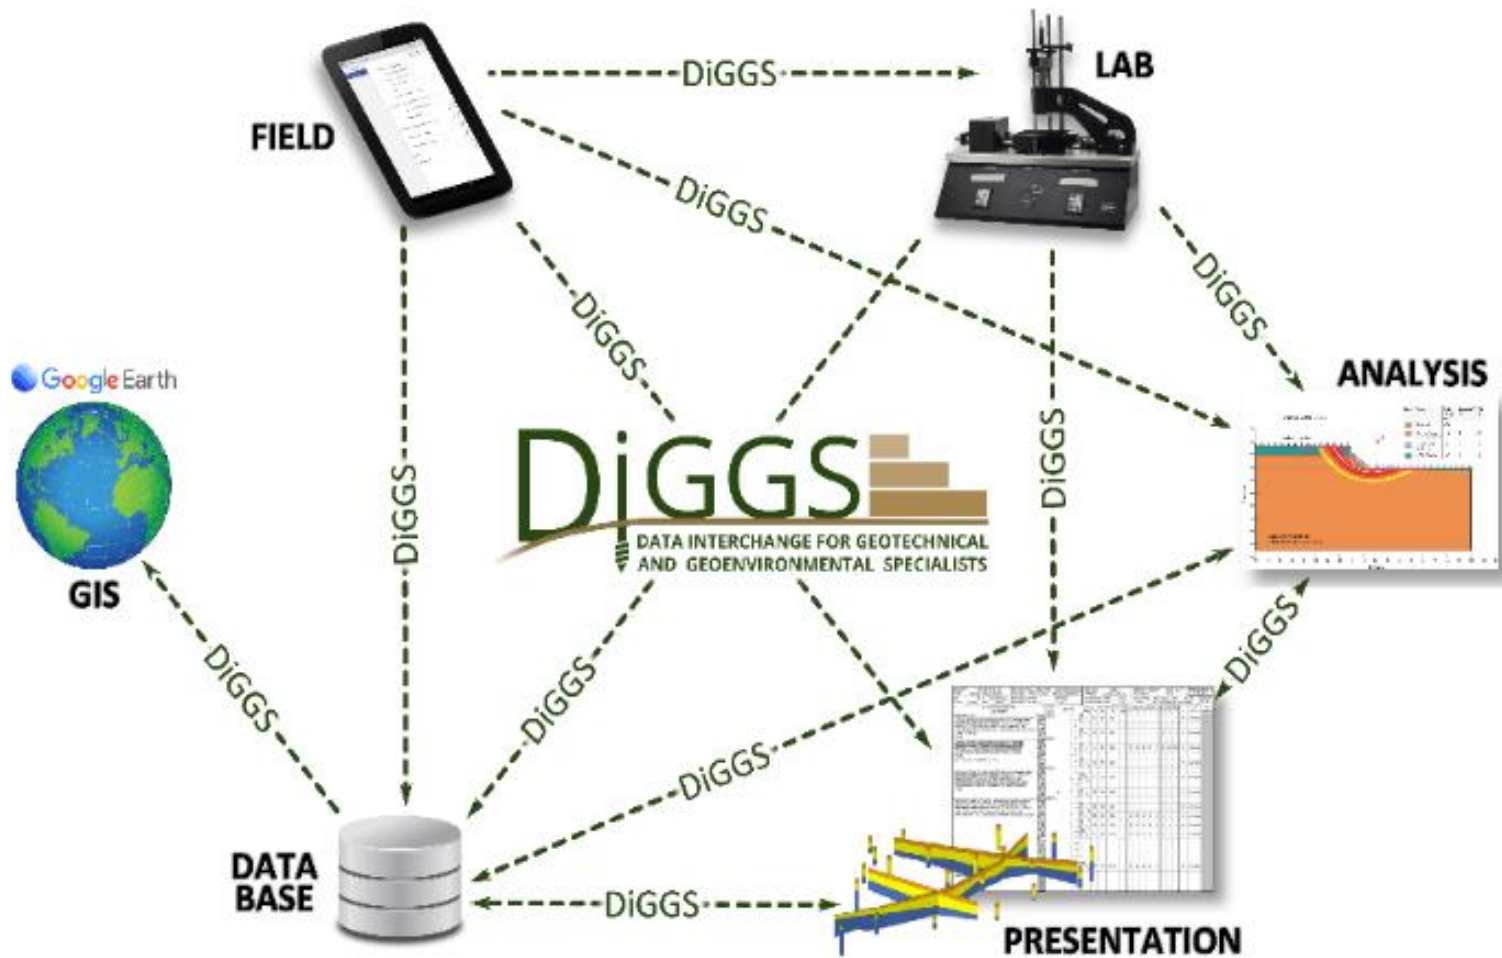 DiGGS
LAB
FIELD
DiGGS
DiGGS
DiGGS
Google Earth
ANALYSIS
DiGGS
DiGGS
DiGGS
DATA INTERCHANGE FOR GEOTECHNICAL
AND GEOENVIRONMENTAL SPECIALISTS
GIS
DiGGS
DiGGS
DiGGS
DiGGS
DATA
BASE
DiGGS
PRESENTATION